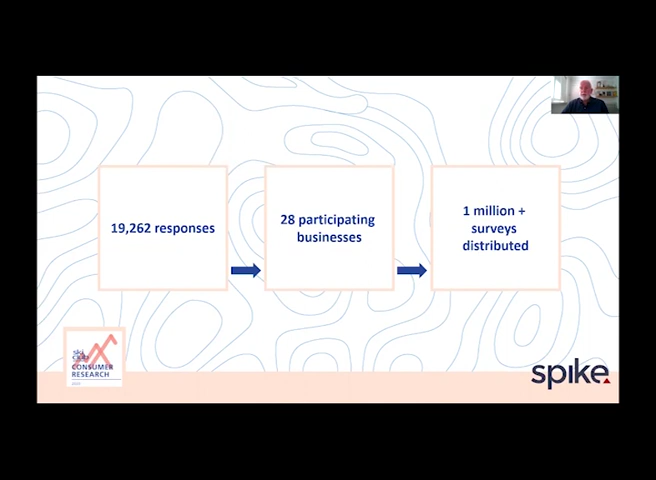 19,262 responses
28 participating
businesses
1 million +
surveys
distributed
CONSUMER
RESEARCH
spike